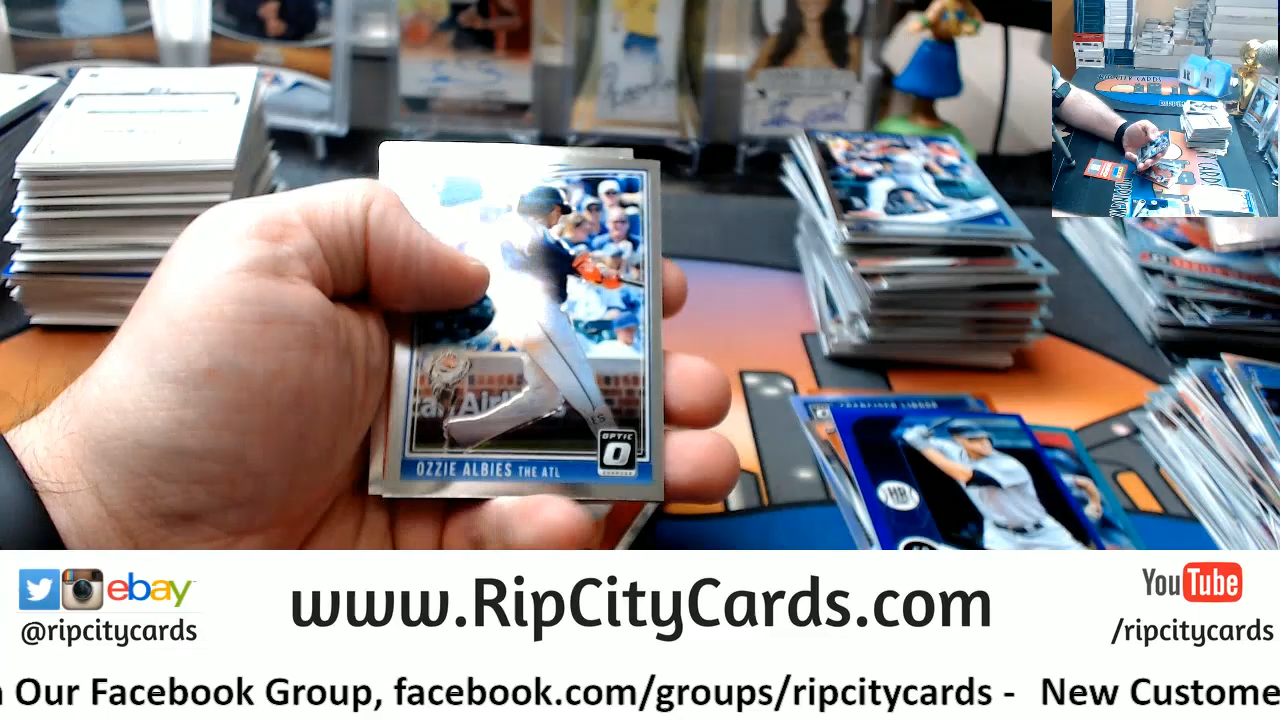 OPTIC
OZZIE ALBIES THE ATL
HR
ebay
@ripcitycards
www.RipCityCards.com
YouTube
/ripcitycards
Our Facebook Group, facebook.com/groups/ripcitycards - New Custome